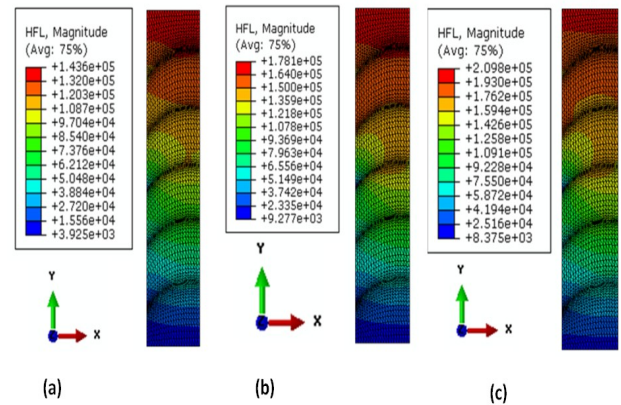 HFL, Magnitude
(Avg: 75%)
+1.436e+05
+1.320e+05
+1.203e+05
+1.087e+05
+9.704e+04
+8.540e+04
+7.376e+04
+6.212e+04
+5.048e+04
+3.884e+04
+2.720e+04
+1.556e+04
+3.925e+03
Y
X
(a)
HFL, Magnitude
(Avg: 75%)
+1.781e+05
+1.640e+05
+1.500e+05
+1.359e+05
+1.218e+05
+1.078e+05
+9.369e+04
+7.963e+04
+6.556e+04
+5.149e+04
+3.742e+04
+2.335e+04
+9.277e+03
Y
X
(b)
HFL, Magnitude
(Avg: 75%)
+2.098e+05
+1.930e+05
+1.762e+05
+1.594e+05
+1.426e+05
+1.258e+05
+1.091e+05
+9.228e+04
+7.550e+04
+5.872e+04
+4.194e+04
+2.516e+04
+8.375e+03
Y
X
(c)